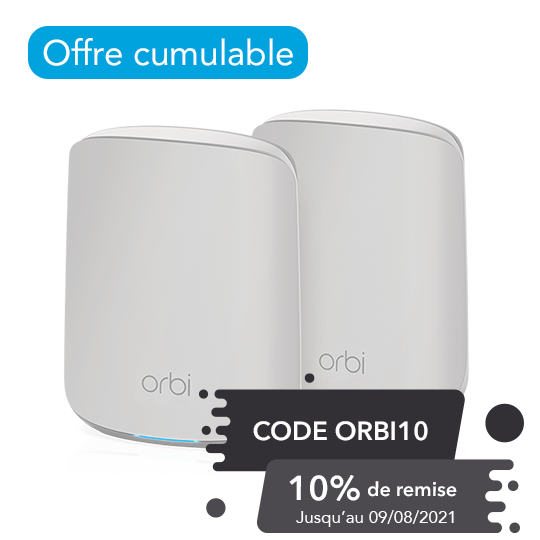 Offre cumulable
orbi
orbi
CODE ORBI10
10% de remise
Jusqu'au 09/08/2021